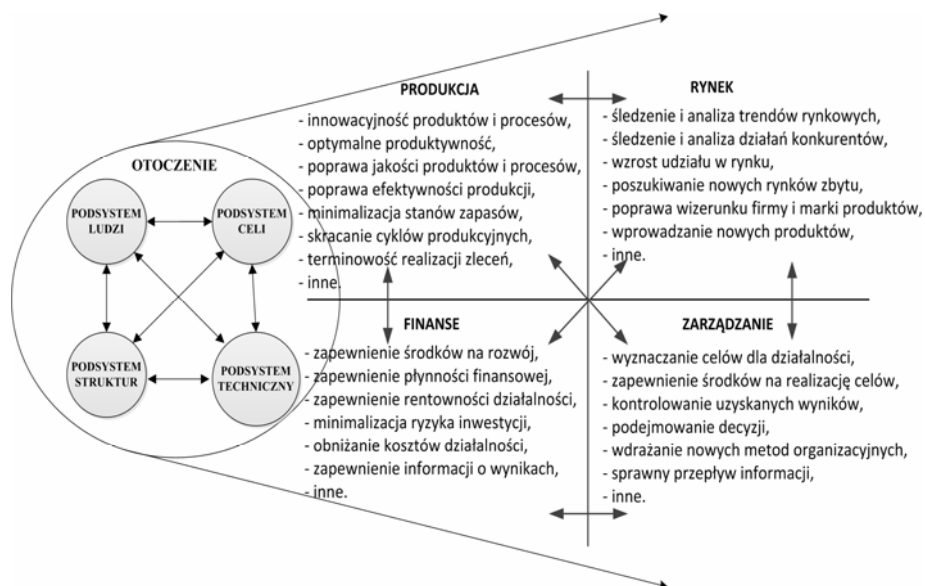 OTOCZENIE
PODSYSTEM
LUDZI
PODSYSTEM
CELI
PODSYSTEM
STRUKTUR
PODSYSTEM
TECHNICZNY
PRODUKCJA
- innowacyjność produktów i procesów,
- optymalne produktywność,
- poprawa jakości produktów i procesów,
- poprawa efektywności produkcji,
- minimalizacja stanów zapasów,
- skracanie cyklów produkcyjnych,
- terminowość realizacji zleceń,
- inne.
RYNEK
- śledzenie i analiza trendów rynkowych,
- śledzenie i analiza działań konkurentów,
- wzrost udziału w rynku,
- poszukiwanie nowych rynków zbytu,
- poprawa wizerunku firmy i marki produktów,
- wprowadzanie nowych produktów,
- inne.
FINANSE
- zapewnienie środków na rozwój,
- zapewnienie płynności finansowej,
- zapewnienie rentowności działalności,
- minimalizacja ryzyka inwestycji,
- obniżanie kosztów działalności,
- zapewnienie informacji o wynikach,
- inne.
ZARZĄDZANIE
- wyznaczanie celów dla działalności,
- zapewnienie środków na realizację celów,
- kontrolowanie uzyskanych wyników,
- podejmowanie decyzji,
- wdrażanie nowych metod organizacyjnych,
- sprawny przepływ informacji,
- inne.